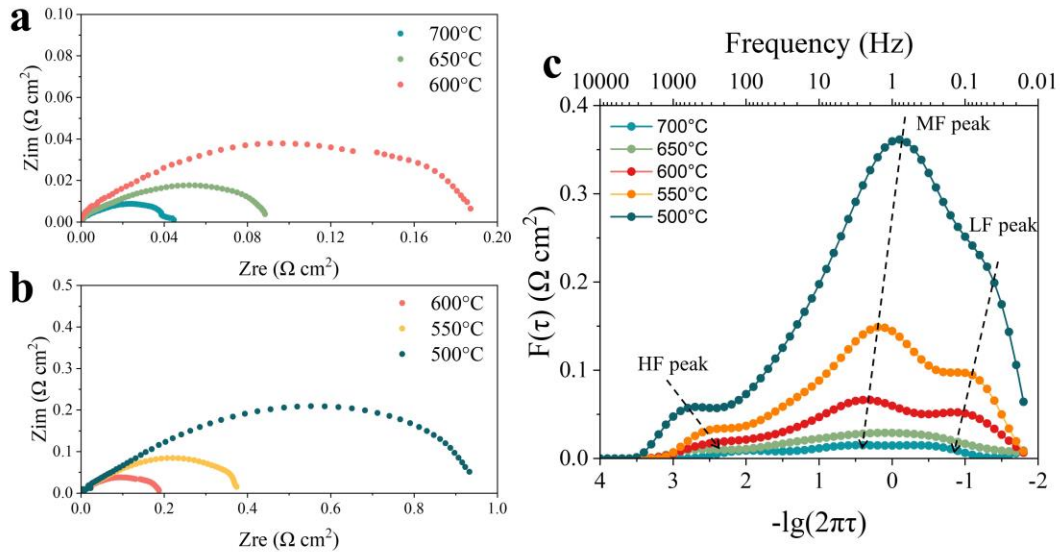 a
0.10
0.08
0.06
0.04
0.02
0.00
Zim (Ω cm²)
700°C
650°C
600°C
0.00 0.04 0.08 0.12 0.16 0.20
Zre (Ω cm²)
b
0.5
0.4
0.3
0.2
0.1
0.0
Zim (Ω cm²)
600°C
550°C
500°C
0.0 0.2 0.4 0.6 0.8 1.0
Zre (Ω cm²)
c
Frequency (Hz)
10000 1000 100 10 1 0.1 0.01
0.4
0.3
0.2
0.1
0.0
F(τ) (Ω cm²)
700°C
650°C
600°C
550°C
500°C
MF peak
LF peak
HF peak
4 3 2 1 0 -1 -2
-lg(2πτ)